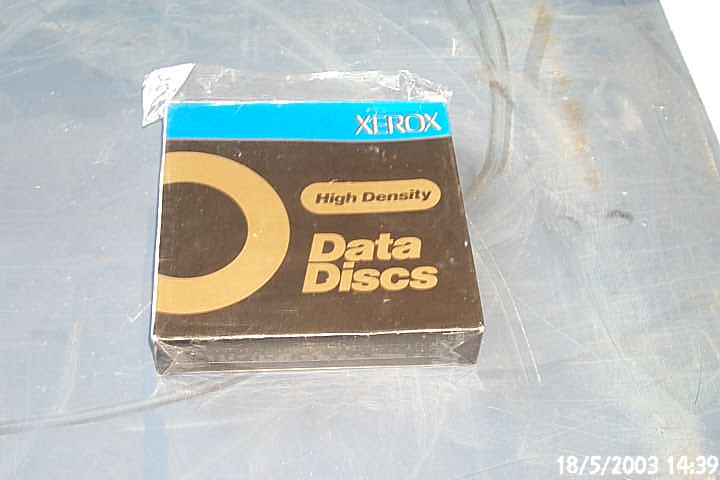 XEROX
High Density
Data
Discs
18/5/2003 14:39